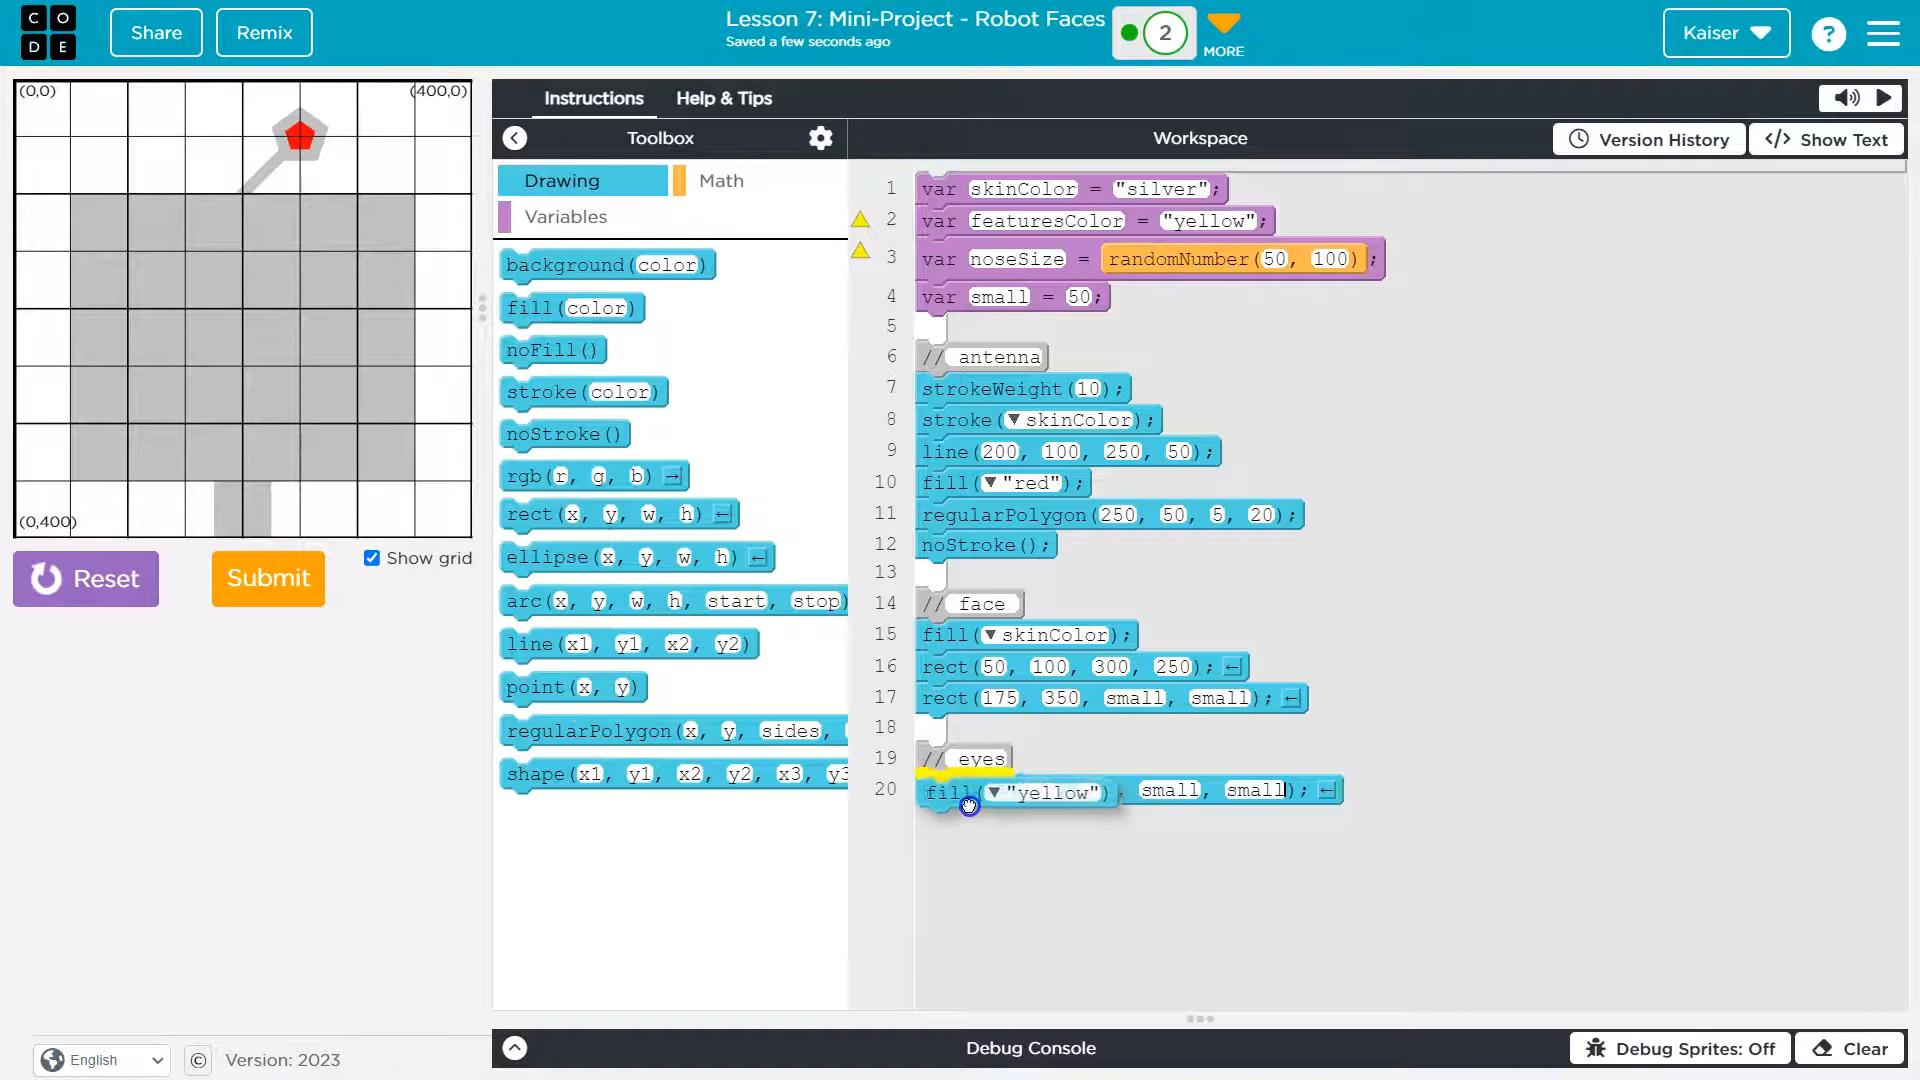 C O
D E
Share
Remix
Lesson 7: Mini-Project - Robot Faces
Saved a few seconds ago
2
MORE
Kaiser
?
(0,0)
(400,0)
(0,400)
Reset
Submit
Show grid
Instructions
Help & Tips
Toolbox
Workspace
Version History
</> Show Text
Drawing
Math
Variables
background(color)
fill(color)
noFill()
stroke(color)
noStroke()
rgb(r, g, b)
rect(x, y, w, h)
ellipse(x, y, w, h)
arc(x, y, w, h, start, stop)
line(x1, y1, x2, y2)
point(x, y)
regularPolygon(x, y, sides,
shape(x1, y1, x2, y2, x3, y3
1 var skinColor = "silver";
2 var featuresColor = "yellow";
3 var noseSize = randomNumber(50, 100);
4 var small = 50;
5
6 // antenna
7 strokeWeight(10);
8 stroke(skinColor);
9 line(200, 100, 250, 50);
10 fill("red");
11 regularPolygon(250, 50, 5, 20);
12 noStroke();
13
14 // face
15 fill(skinColor);
16 rect(50, 100, 300, 250);
17 rect(175, 350, small, small);
18
19 // eyes
20 fill("yellow") small, small);
Debug Console
Debug Sprites: Off
Clear
English
©
Version: 2023